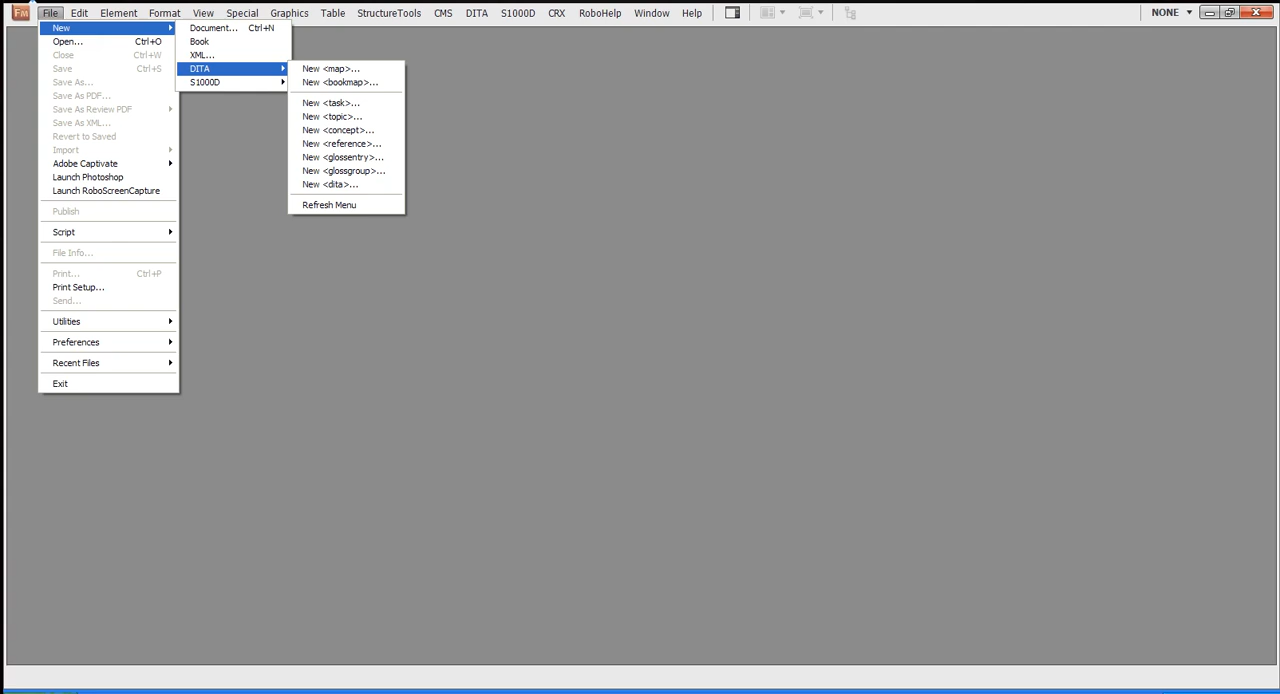 Fm File Edit Element Format View Special Graphics Table StructureTools CMS DITA S1000D CRX RoboHelp Window Help NONE
New
Open... Ctrl+O
Close Ctrl+W
Save Ctrl+S
Save As...
Save As PDF...
Save As Review PDF
Save As XML...
Revert to Saved
Import
Adobe Captivate
Launch Photoshop
Launch RoboScreenCapture
Publish
Script
File Info...
Print... Ctrl+P
Print Setup...
Send...
Utilities
Preferences
Recent Files
Exit
Document... Ctrl+N
Book
XML...
DITA
S1000D
New <map>...
New <bookmap>...
New <task>...
New <topic>...
New <concept>...
New <reference>...
New <glossentry>...
New <glossgroup>...
New <dita>...
Refresh Menu